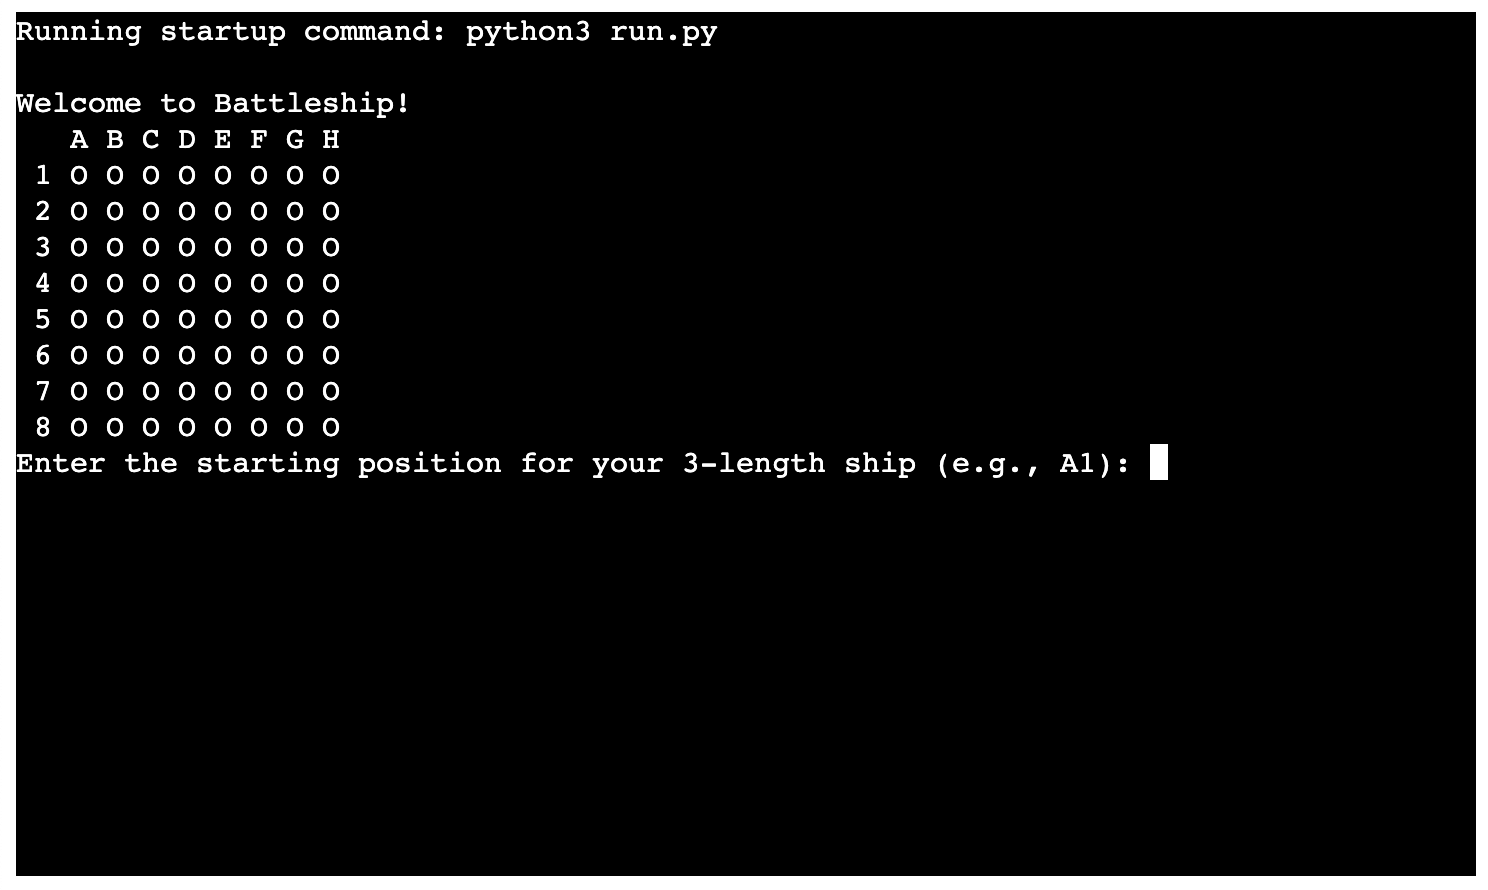 Running startup command: python3 run.py
Welcome to Battleship!
A B C D E F G H
1 O O O O O O O O
2 O O O O O O O O
3 O O O O O O O O
4 O O O O O O O O
5 O O O O O O O O
6 O O O O O O O O
7 O O O O O O O O
8 O O O O O O O O
Enter the starting position for your 3-length ship (e.g., A1):